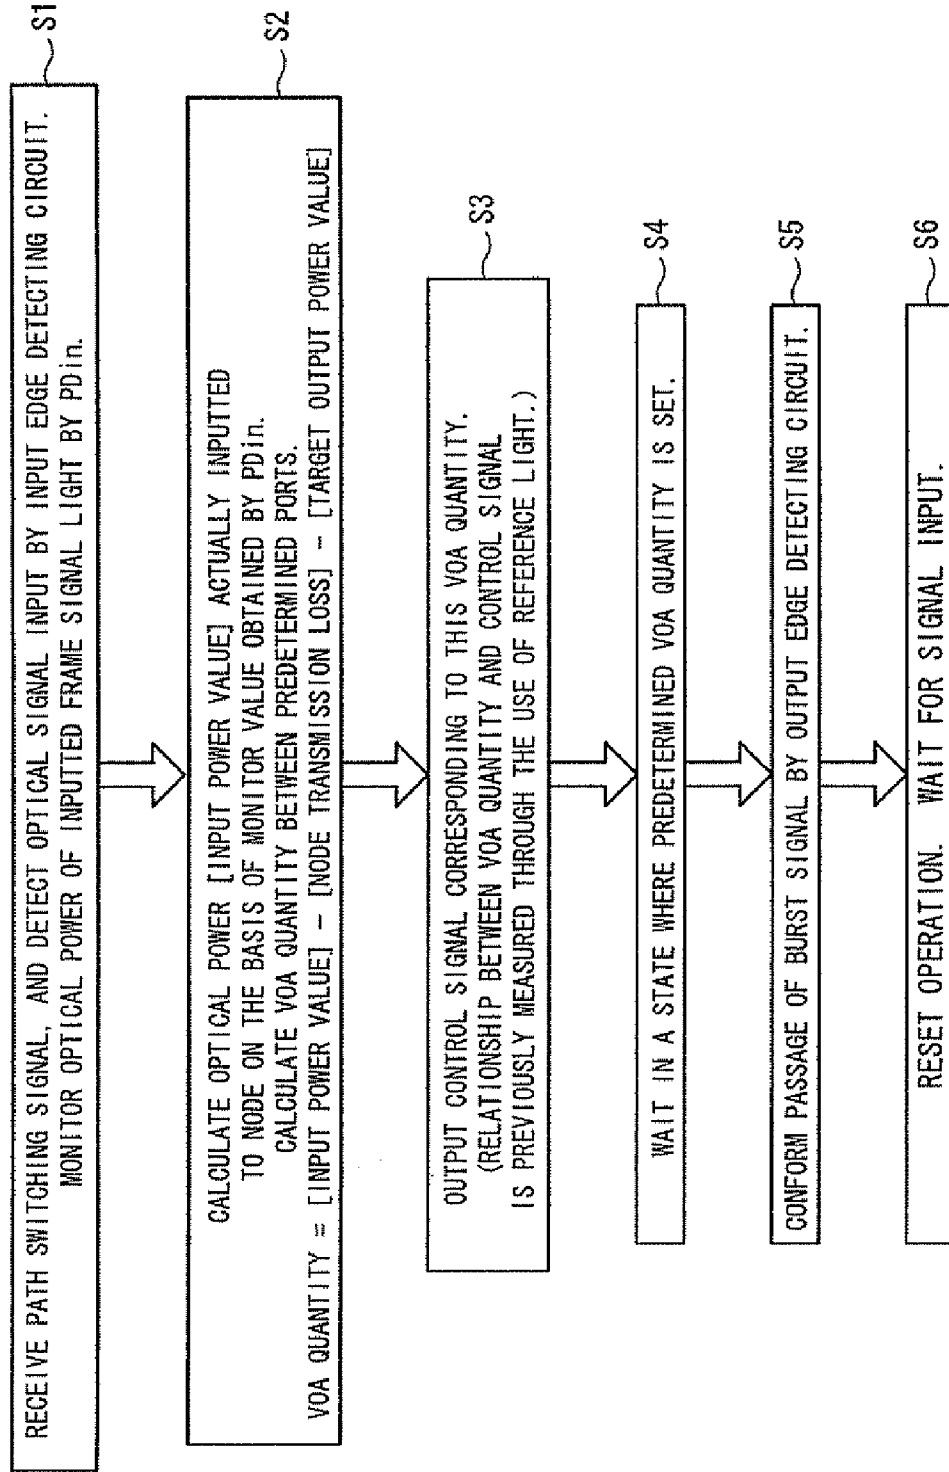 RECEIVE PATH SWITCHING SIGNAL, AND DETECT OPTICAL SIGNAL INPUT BY INPUT EDGE DETECTING CIRCUIT.
MONITOR OPTICAL POWER OF INPUTTED FRAME SIGNAL LIGHT BY PDin.
S1
CALCULATE OPTICAL POWER [INPUT POWER VALUE] ACTUALLY INPUTTED
TO NODE ON THE BASIS OF MONITOR VALUE OBTAINED BY PDin.
CALCULATE VOA QUANTITY BETWEEN PREDETERMINED PORTS.
VOA QUANTITY = [INPUT POWER VALUE] - [NODE TRANSMISSION LOSS] - [TARGET OUTPUT POWER VALUE]
S2
OUTPUT CONTROL SIGNAL CORRESPONDING TO THIS VOA QUANTITY.
(RELATIONSHIP BETWEEN VOA QUANTITY AND CONTROL SIGNAL
IS PREVIOUSLY MEASURED THROUGH THE USE OF REFERENCE LIGHT.)
S3
WAIT IN A STATE WHERE PREDETERMINED VOA QUANTITY IS SET.
S4
CONFORM PASSAGE OF BURST SIGNAL BY OUTPUT EDGE DETECTING CIRCUIT.
S5
RESET OPERATION. WAIT FOR SIGNAL INPUT.
S6